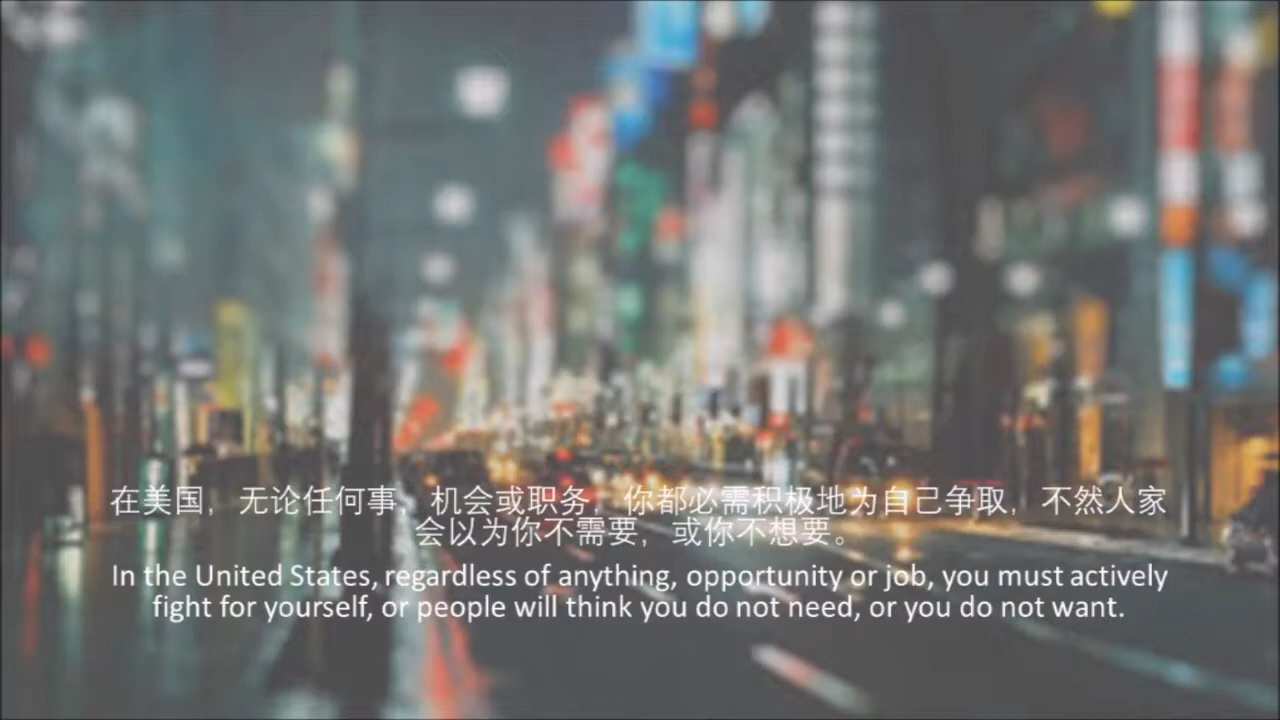 在美国，无论任何事，机会或职务，你都必需积极地为自己争取，不然人家
会以为你不需要，或你不想要。
In the United States, regardless of anything, opportunity or job, you must actively
fight for yourself, or people will think you do not need, or you do not want.